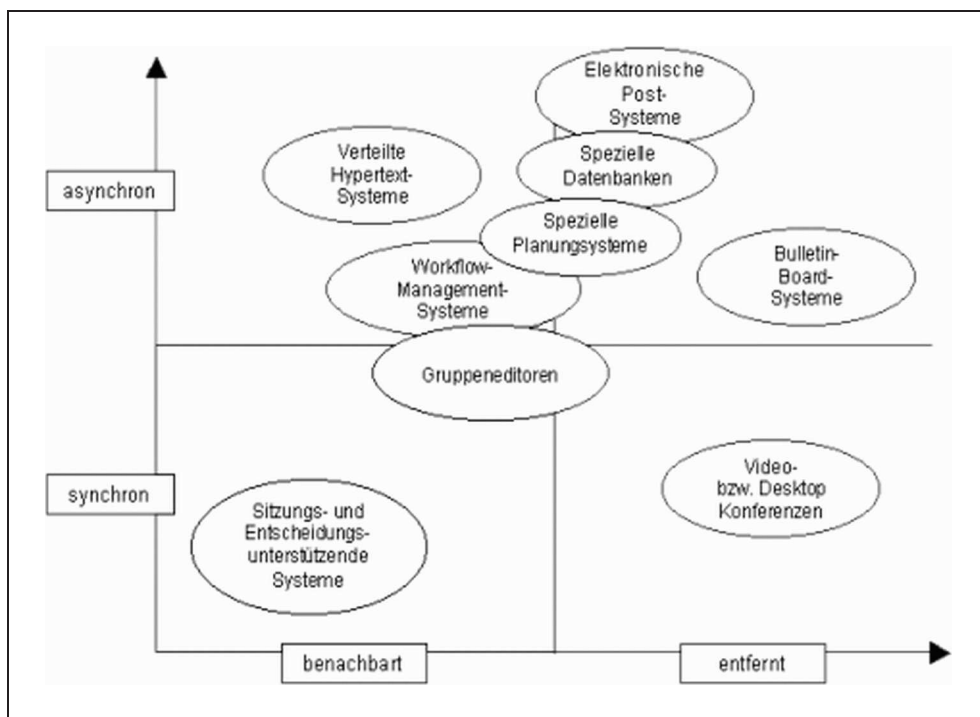 Elektronische
Post-
Systeme
Verteilte
Hypertext-
Systeme
Spezielle
Datenbanken
asynchron
Spezielle
Planungsysteme
Workflow-
Management-
Systeme
Bulletin-
Board-
Systeme
Gruppeneditoren
synchron
Sitzungs- und
Entscheidungs-
unterstützende
Systeme
Video-
bzw. Desktop
Konferenzen
benachbart
entfernt